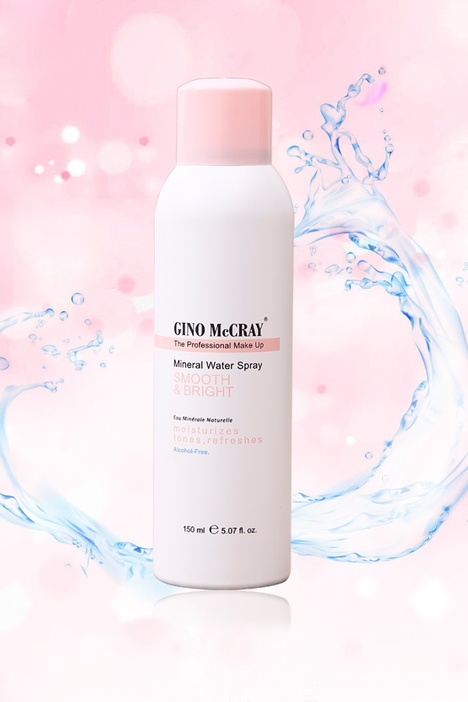 GINO McCRAY®
The Professional Make Up
Mineral Water Spray
SMOOTH
& BRIGHT
Eau Minérale Naturelle
moisturizes
tones,refreshes
Alcohol-Free.
150 ml ℮ 5.07 fl. oz.